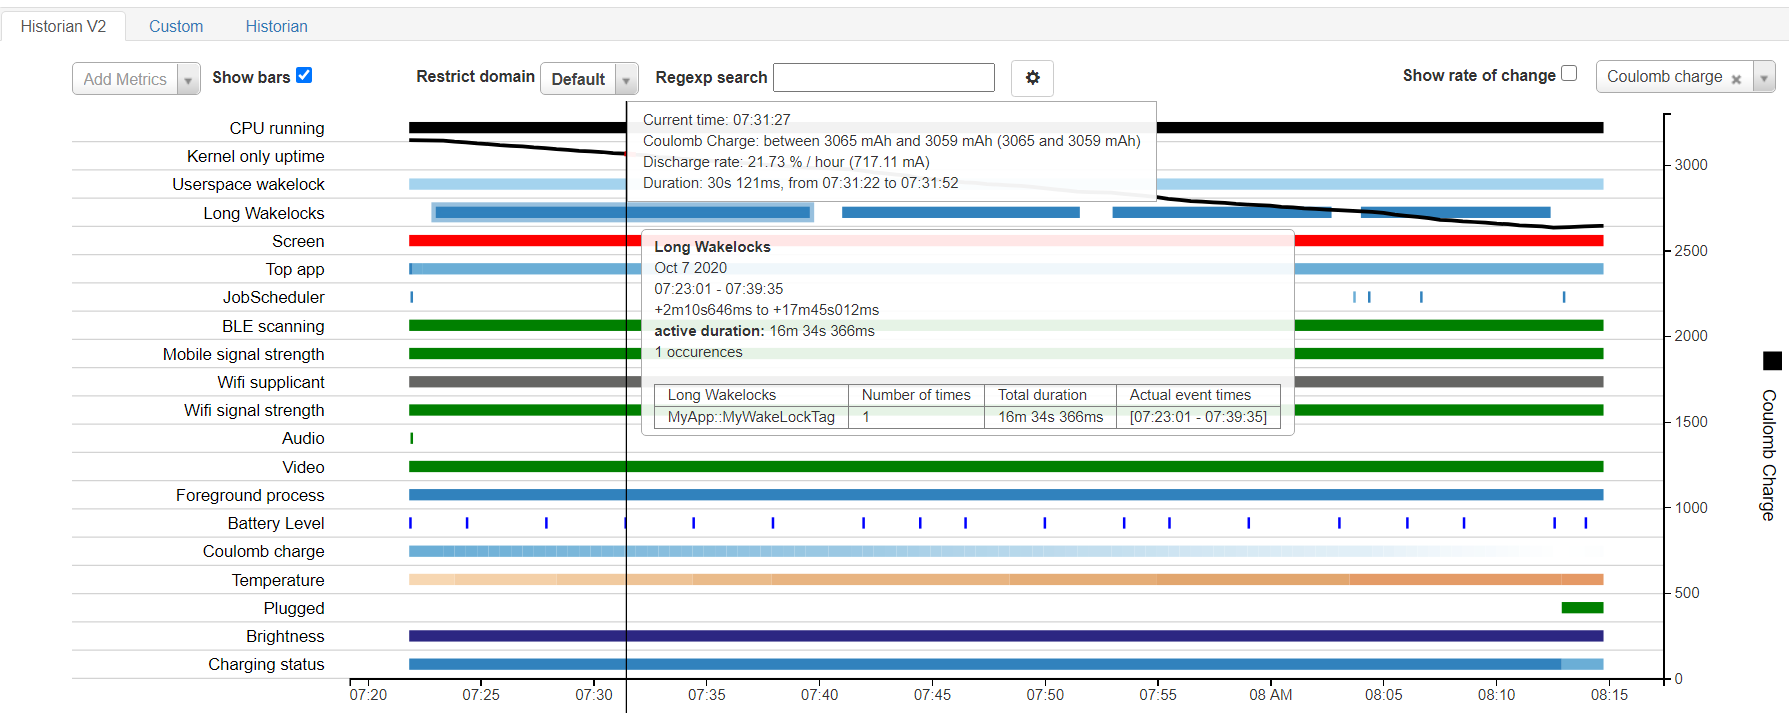 Historian V2 Custom Historian
Add Metrics Show bars Restrict domain Default Regexp search Show rate of change Coulomb charge ×
Current time: 07:31:27
Coulomb Charge: between 3065 mAh and 3059 mAh (3065 and 3059 mAh)
Discharge rate: 21.73 % / hour (717.11 mA)
Duration: 30s 121ms, from 07:31:22 to 07:31:52
CPU running
Kernel only uptime
Userspace wakelock
Long Wakelocks
Screen
Top app
JobScheduler
BLE scanning
Mobile signal strength
Wifi supplicant
Wifi signal strength
Audio
Video
Foreground process
Battery Level
Coulomb charge
Temperature
Plugged
Brightness
Charging status
Long Wakelocks
Oct 7 2020
07:23:01 - 07:39:35
+2m10s646ms to +17m45s012ms
active duration: 16m 34s 366ms
1 occurences
Long Wakelocks Number of times Total duration Actual event times
MyApp::MyWakeLockTag 1 16m 34s 366ms [07:23:01 - 07:39:35]
3000
2500
2000
1500
1000
500
0
Coulomb Charge
07:20 07:25 07:30 07:35 07:40 07:45 07:50 07:55 08 AM 08:05 08:10 08:15